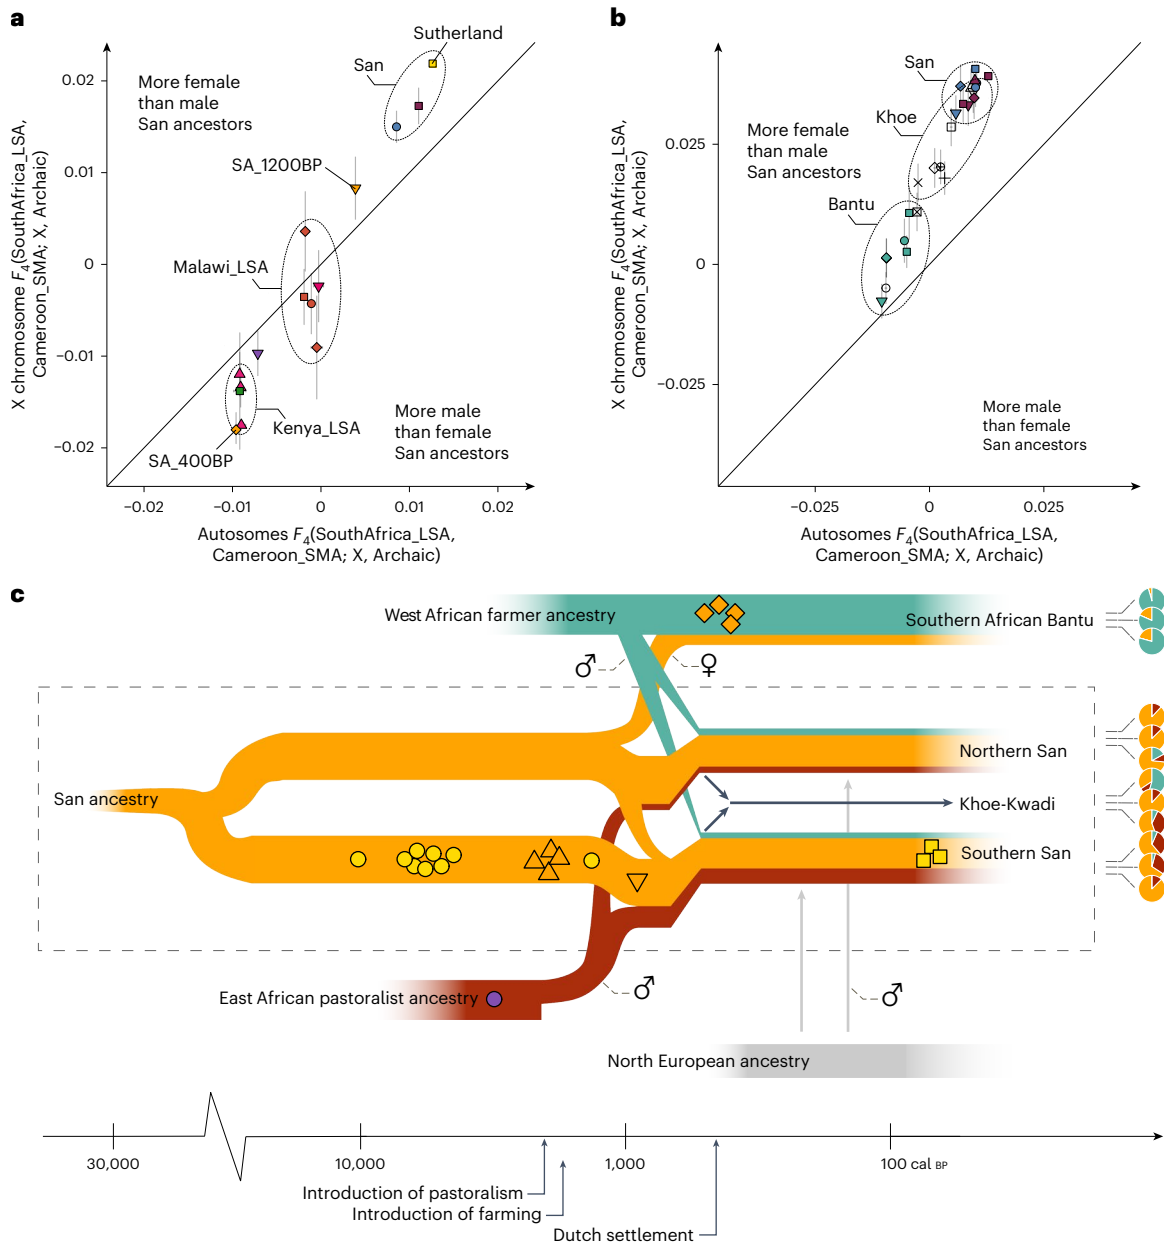 a
Sutherland
San
0.02
More female
than male
San ancestors
SA_1200BP
0.01
X chromosome F4(SouthAfrica_LSA,
Cameroon_SMA; X, Archaic)
0
Malawi_LSA
−0.01
More male
than female
San ancestors
Kenya_LSA
−0.02
SA_400BP
−0.02
−0.01
0
0.01
0.02
Autosomes F4(SouthAfrica_LSA,
Cameroon_SMA; X, Archaic)
b
San
Khoe
0.025
More female
than male
San ancestors
Bantu
X chromosome F4(SouthAfrica_LSA,
Cameroon_SMA; X, Archaic)
0
−0.025
More male
than female
San ancestors
−0.025
0
0.025
Autosomes F4(SouthAfrica_LSA,
Cameroon_SMA; X, Archaic)
c
West African farmer ancestry
Southern African Bantu
♂
♀
Northern San
San ancestry
Khoe-Kwadi
Southern San
East African pastoralist ancestry
♂
♂
North European ancestry
30,000
10,000
1,000
100 cal BP
Introduction of pastoralism
Introduction of farming
Dutch settlement